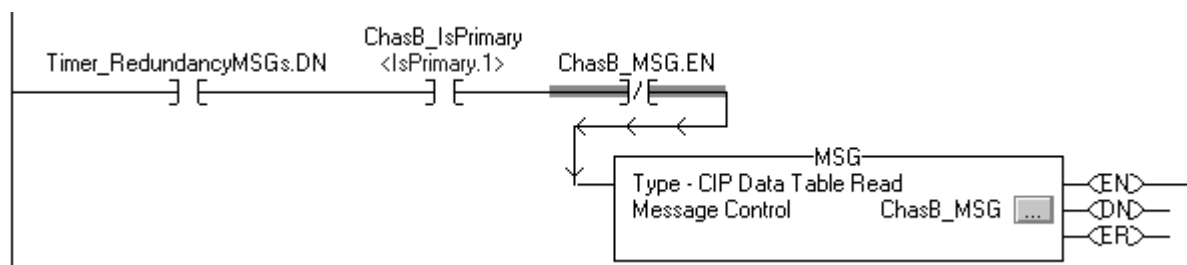 ChasB_IsPrimary
Timer_RedundancyMSGs.DN <IsPrimary.1> ChasB_MSG.EN
MSG
Type - CIP Data Table Read
Message Control ChasB_MSG ...
EN
DN
ER